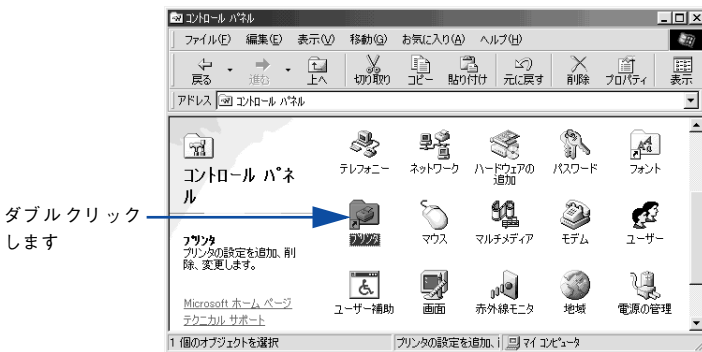 コントロール パネル
ファイル(F) 編集(E) 表示(V) 移動(G) お気に入り(A) ヘルプ(H)
戻る 進む 上へ 切り取り コピー 貼り付け 元に戻す 削除 プロパティ 表示
アドレス コントロール パネル
コントロール パネ
ル
プリンタ
プリンタの設定を追加、削
除、変更します。
Microsoft ホーム ページ
テクニカル サポート
テレフォニー ネットワーク ハードウェアの
追加 パスワード フォント
プリンタ マウス マルチメディア モデム ユーザー
ユーザー補助 画面 赤外線モニタ 地域 電源の管理
1 個のオブジェクトを選択 プリンタの設定を追加、i マイ コンピュータ
ダブルクリック
します